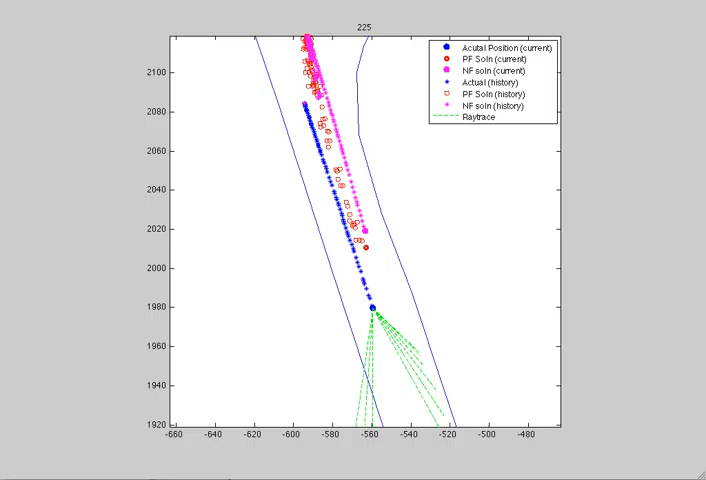 225
Acutal Position (current)
PF Soln (current)
NF soln (current)
Actual (history)
PF Soln (history)
NF soln (history)
Raytrace
2100
2080
2060
2040
2020
2000
1980
1960
1940
1920
-660 -640 -620 -600 -580 -560 -540 -520 -500 -480